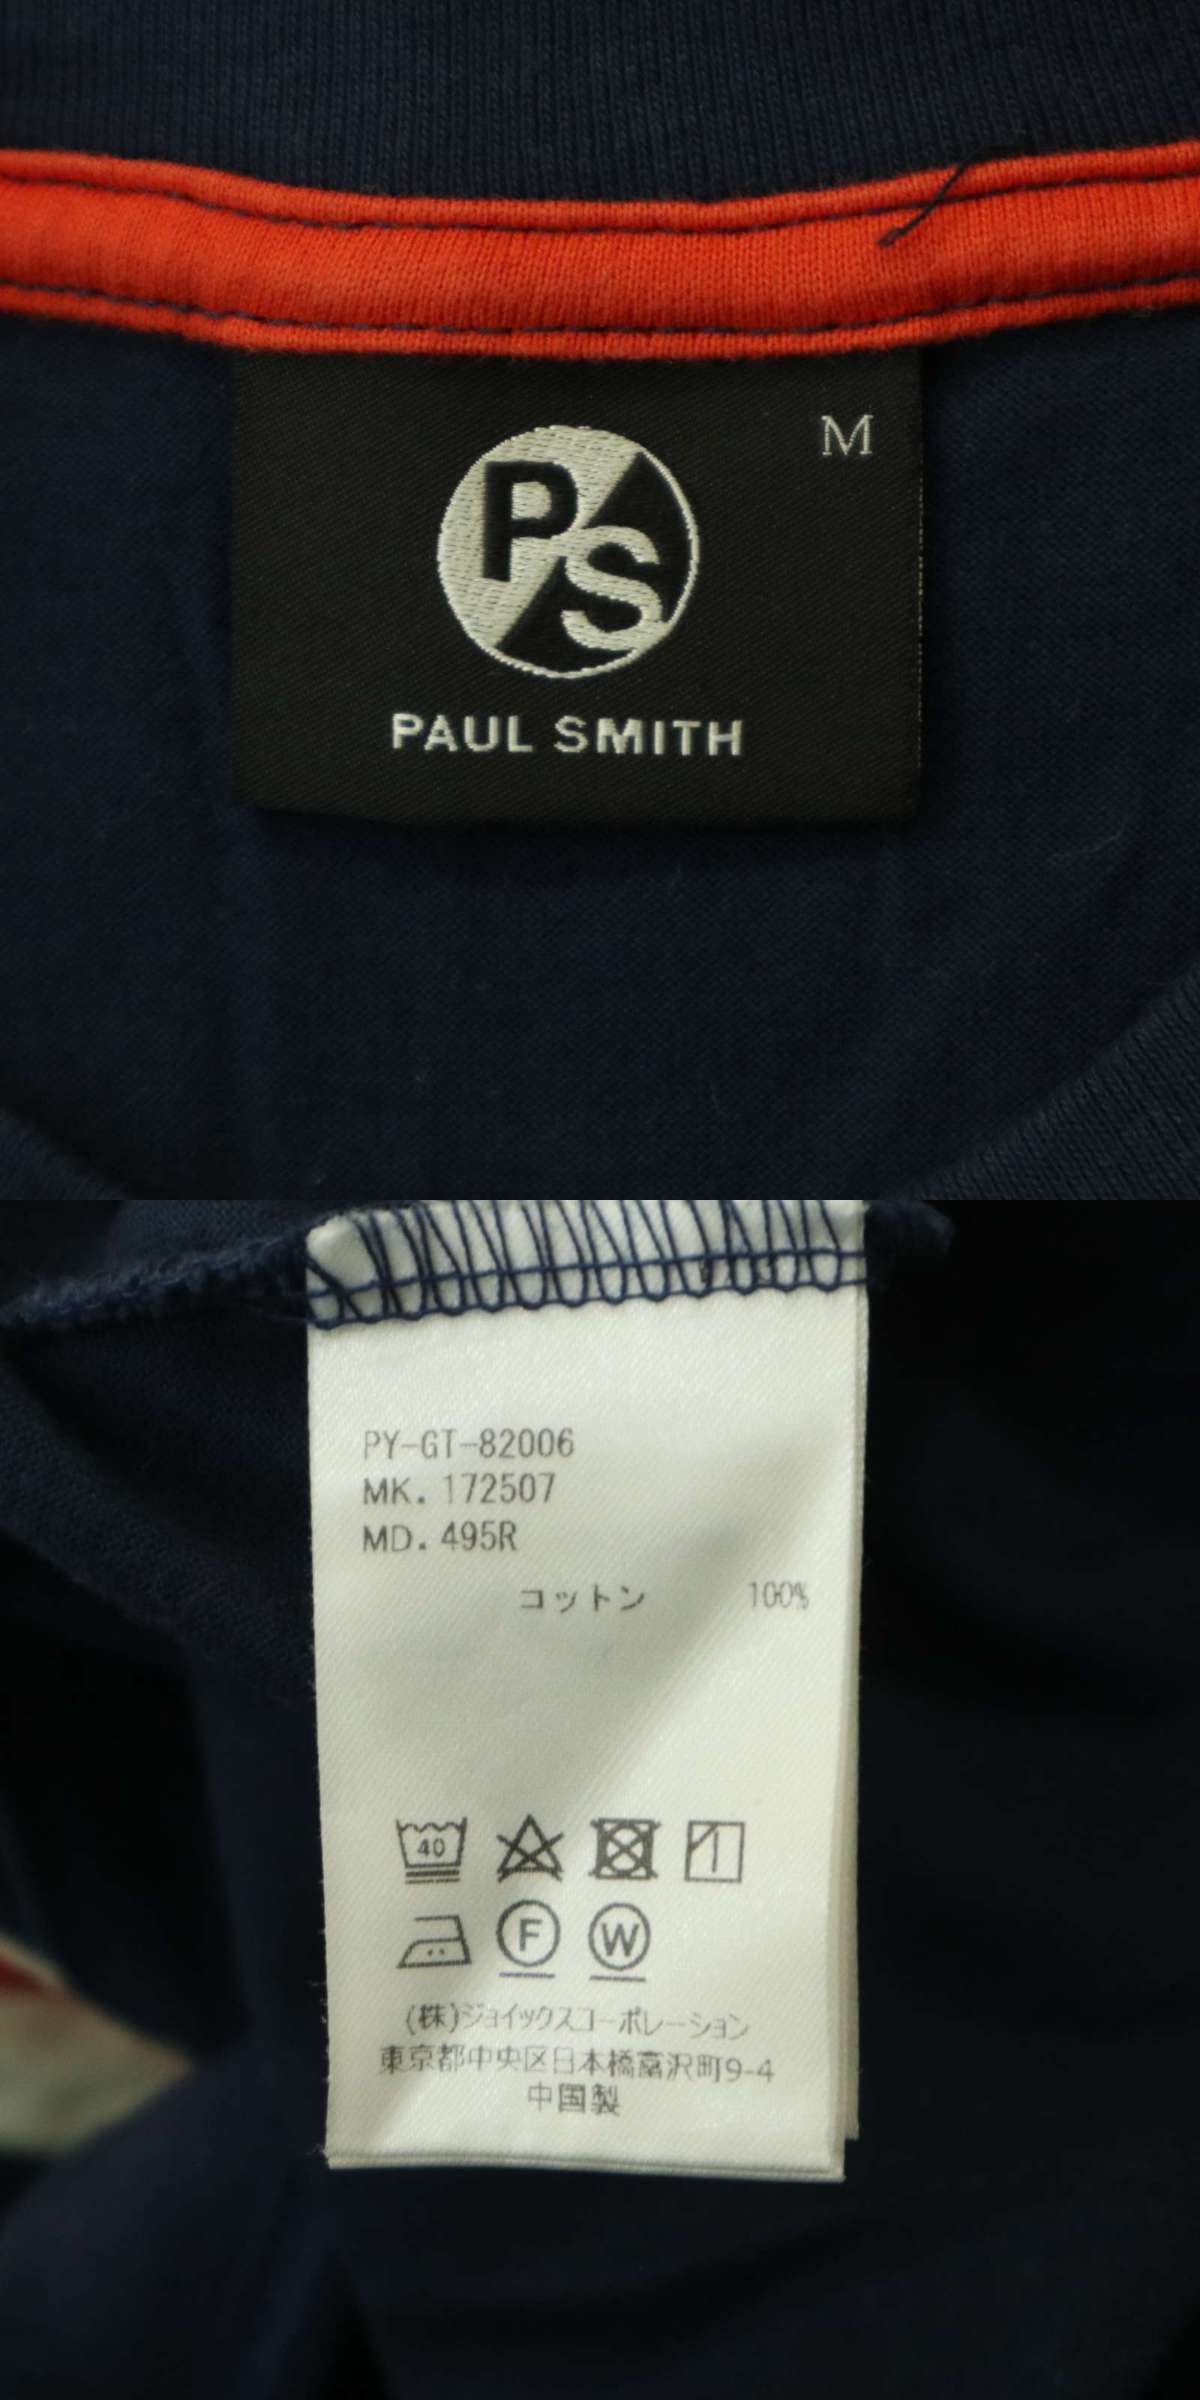 M
PS
PAUL SMITH
PY-GT-82006
MK. 172507
MD. 495R
コットン 100%
40
F W
(株)ジョイックスコーポレーション
東京都中央区日本橋富沢町9-4
中国製